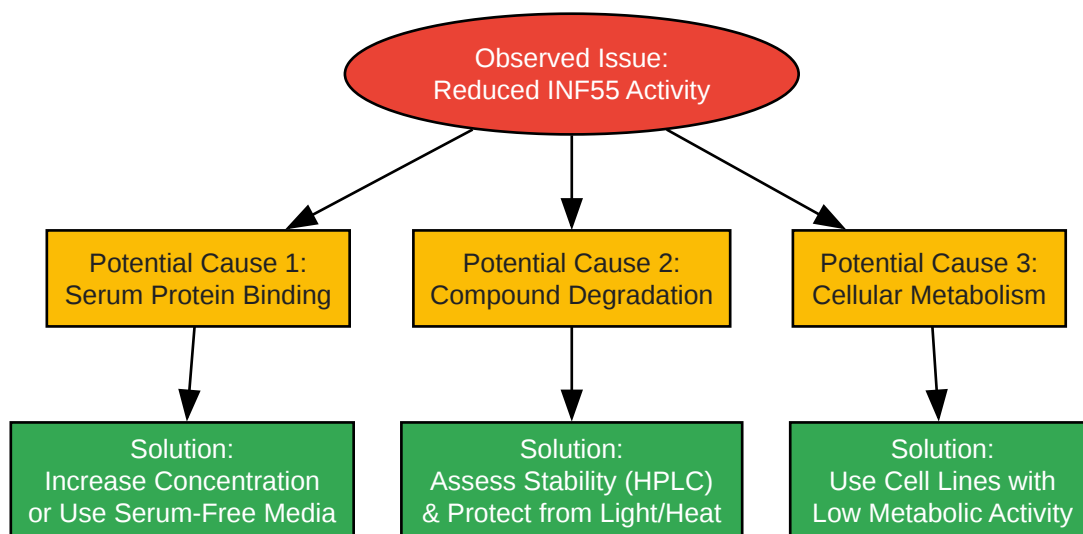 Observed Issue:
Reduced INF55 Activity
Potential Cause 1:
Serum Protein Binding
Potential Cause 2:
Compound Degradation
Potential Cause 3:
Cellular Metabolism
Solution:
Increase Concentration
or Use Serum-Free Media
Solution:
Assess Stability (HPLC)
& Protect from Light/Heat
Solution:
Use Cell Lines with
Low Metabolic Activity